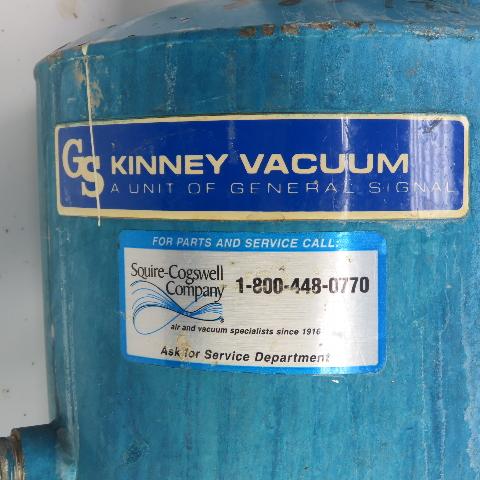 GS KINNEY VACUUM
A UNIT OF GENERAL SIGNAL
FOR PARTS AND SERVICE CALL:
Squire-Cogswell
Company
1-800-448-0770
air and vacuum specialists since 1916
Ask for Service Department